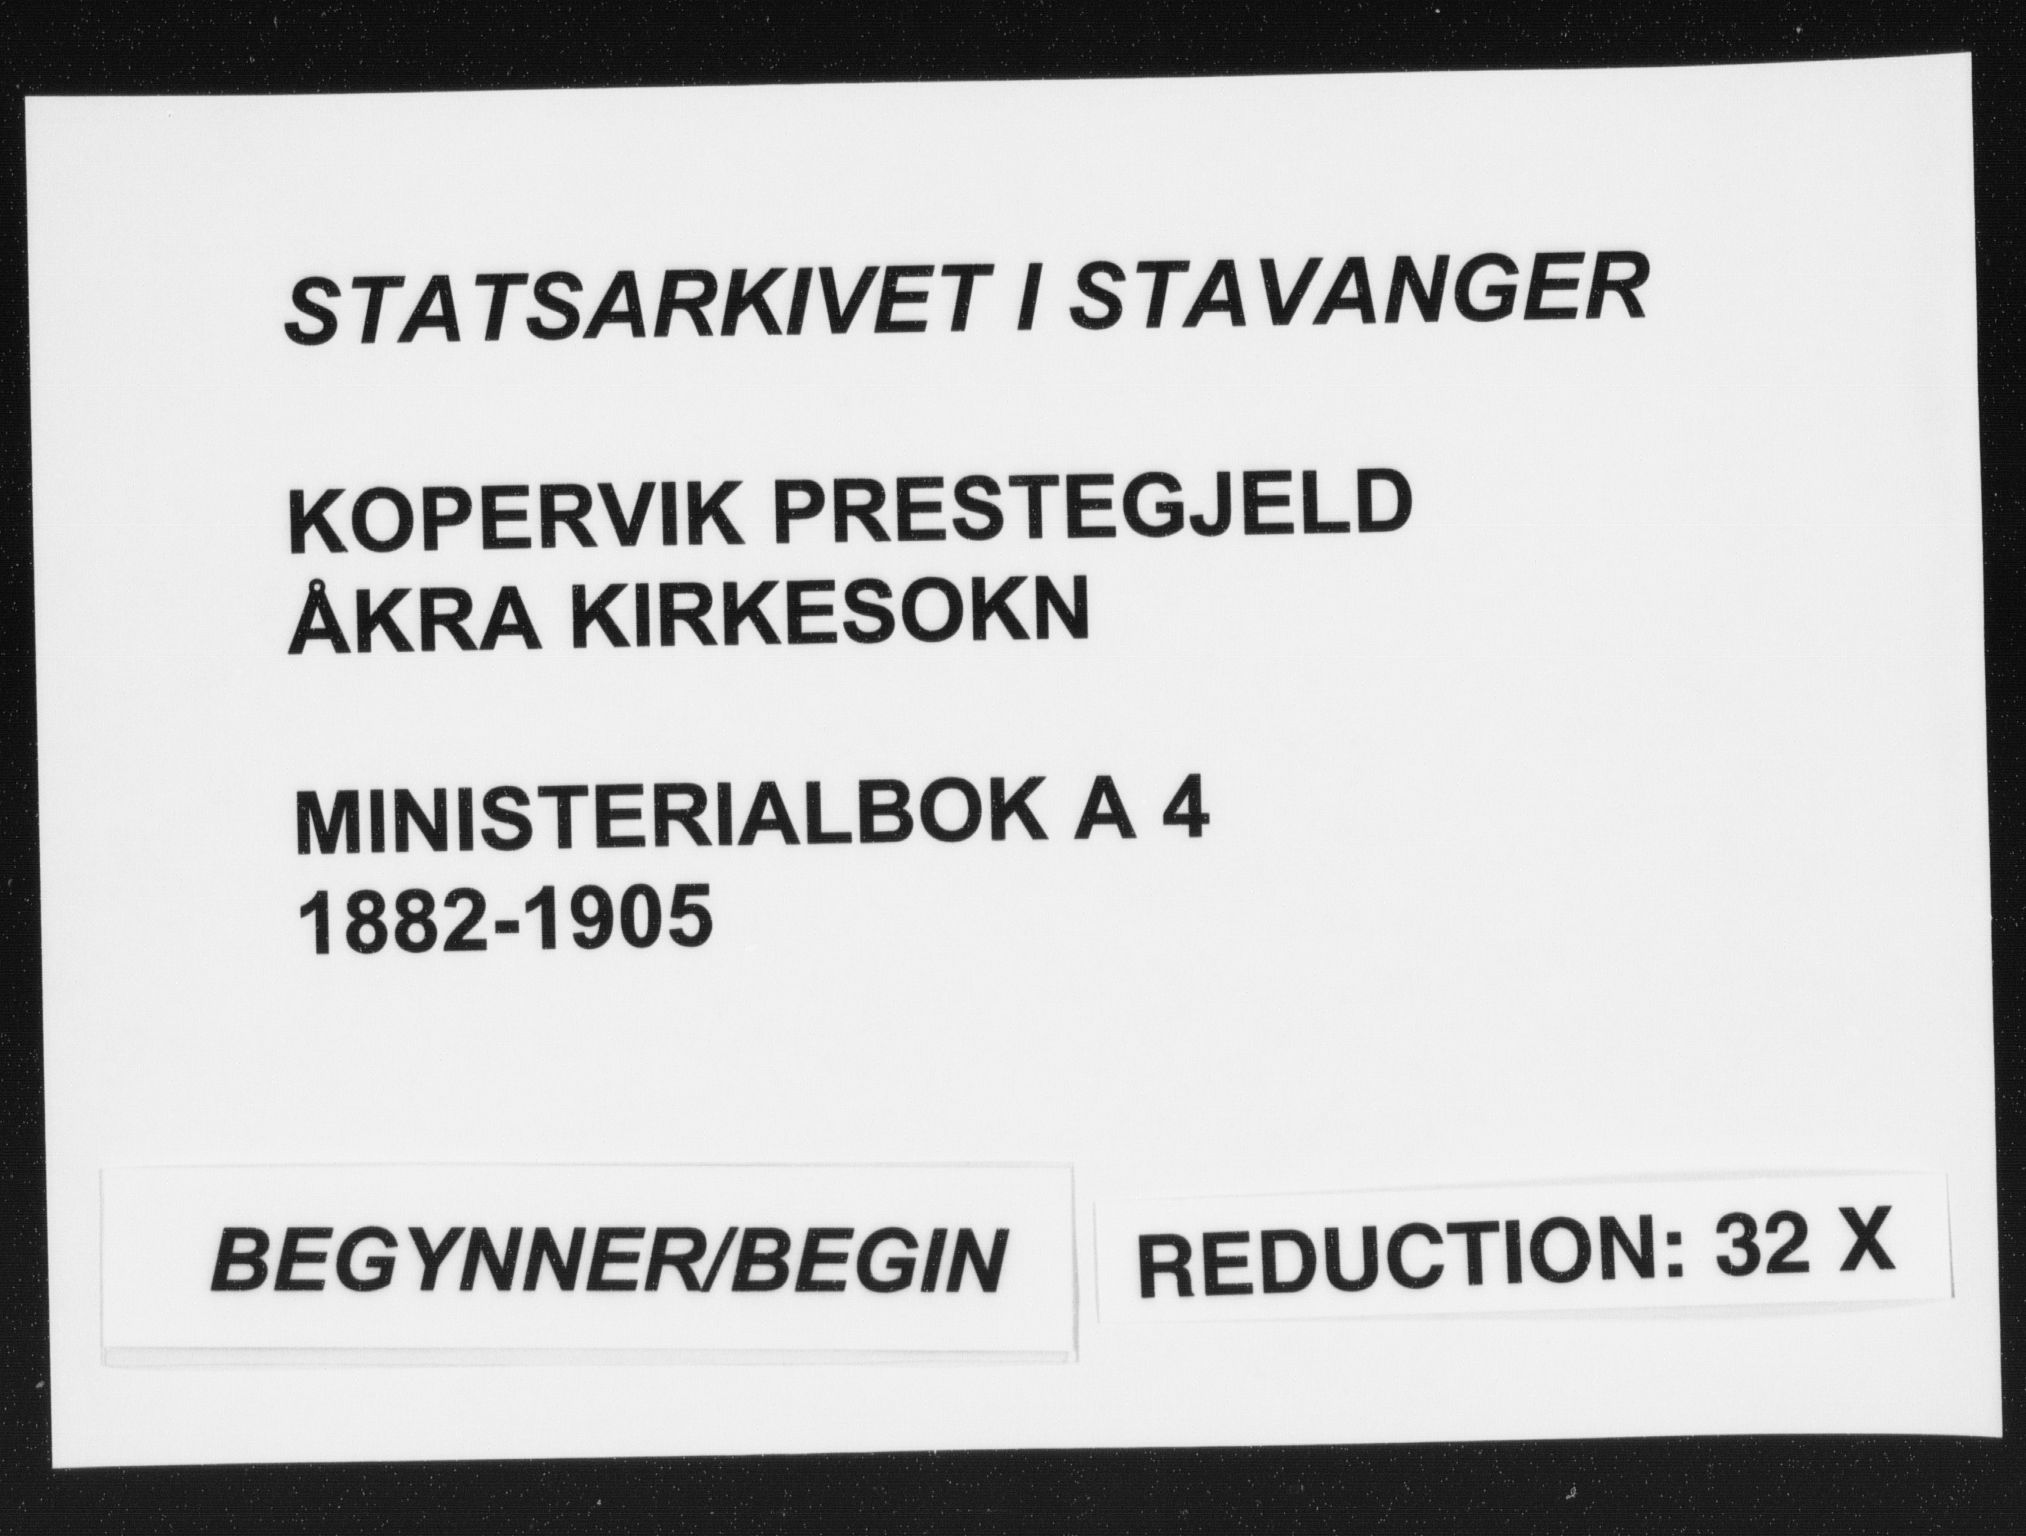 STATSARKIVET I STAVANGER
KOPERVIK PRESTEGJELD
ÅKRA KIRKESOKN
MINISTERIALBOK A 4
1882-1905
BEGYNNER/BEGIN
REDUCTION: 32 X